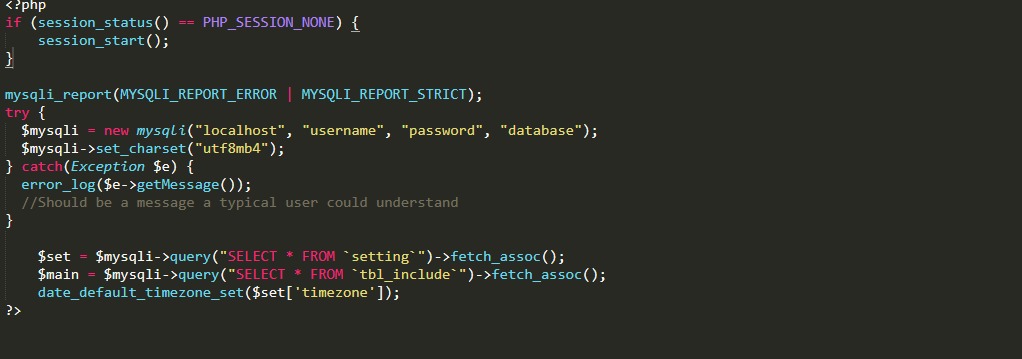 <?php
if (session_status() == PHP_SESSION_NONE) {
    session_start();
}
mysqli_report(MYSQLI_REPORT_ERROR | MYSQLI_REPORT_STRICT);
try {
  $mysqli = new mysqli("localhost", "username", "password", "database");
  $mysqli->set_charset("utf8mb4");
} catch(Exception $e) {
  error_log($e->getMessage());
  //Should be a message a typical user could understand
}
    $set = $mysqli->query("SELECT * FROM `setting`")->fetch_assoc();
    $main = $mysqli->query("SELECT * FROM `tbl_include`")->fetch_assoc();
    date_default_timezone_set($set['timezone']);
?>